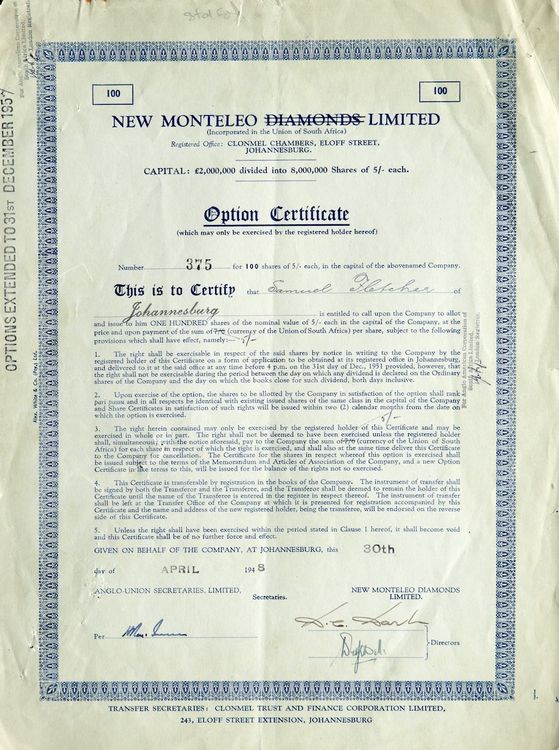 100
100
NEW MONTELEO DIAMONDS LIMITED
(Incorporated in the Union of South Africa)
Registered Office: CLONMEL CHAMBERS, ELOFF STREET,
JOHANNESBURG.
CAPITAL: £2,000,000 divided into 8,000,000 Shares of 5/- each.
Option Certificate
(which may only be exercised by the registered holder hereof)
Number 375 for 100 shares of 5/- each, in the capital of the abovenamed Company.
This is to Certify that Samuel Fletcher of
Johannesburg is entitled to call upon the Company to allot
and issue to him ONE HUNDRED shares of the nominal value of 5/- each in the capital of the Company, at the
price and upon payment of the sum of (currency of the Union of South Africa) per share, subject to the following
provisions which shall have effect, namely:— 5/-
1. The right shall be exercisable in respect of the said shares by notice in writing to the Company by the
registered holder of this Certificate on a form of application to be obtained at its registered office in Johannesburg,
and delivered to it at the said office at any time before 4 p.m. on the 31st day of Dec., 1951 provided, however, that
the right shall not be exercisable during the period between the day on which any dividend is declared on the Ordinary
shares of the Company and the day on which the books close for such dividend, both days inclusive.
2. Upon exercise of the option, the shares to be allotted by the Company in satisfaction of the option shall rank
pari passu and in all respects be identical with existing issued shares of the same class in the capital of the Company
and Share Certificates in satisfaction of such rights will be issued within two (2) calendar months from the date on
which the option is exercised.
5/-
3. The right herein contained may only be exercised by the registered holder of this Certificate and may be
exercised in whole or in part. The right shall not be deemed to have been exercised unless the registered holder
shall, simultaneously with the notice aforesaid, pay to the Company the sum of (currency of the Union of South
Africa) for each share in respect of which the right is exercised, and shall also at the same time deliver this Certificate
to the Company for cancellation. The Certificate for the shares in respect whereof this option is exercised shall
be issued subject to the terms of the Memorandum and Articles of Association of the Company, and a new Option
Certificate in the terms to this, will be issued for the balance of the rights not so exercised.
4. This Certificate is transferable by registration in the books of the Company. The instrument of transfer shall
be signed by both the Transferor and the Transferee, and the Transferor shall be deemed to remain the holder of this
Certificate until the name of the Transferee is entered in the register in respect thereof. The instrument of transfer
shall be left at the Transfer Office of the Company at which it is presented for registration accompanied by this
Certificate and the name and address of the new registered holder, being the transferee, will be endorsed on the reverse
side of this Certificate.
5. Unless the right shall have been exercised within the period stated in Clause 1 hereof, it shall become void
and this Certificate shall be of no further force and effect.
GIVEN ON BEHALF OF THE COMPANY, AT JOHANNESBURG, this 30th
day of APRIL 1948
ANGLO-UNION SECRETARIES, LIMITED,
Secretaries.
NEW MONTELEO DIAMONDS
LIMITED.
Per
Directors
TRANSFER SECRETARIES: CLONMEL TRUST AND FINANCE CORPORATION LIMITED,
243, ELOFF STREET EXTENSION, JOHANNESBURG
OPTIONS EXTENDED TO 31ST DECEMBER 1957